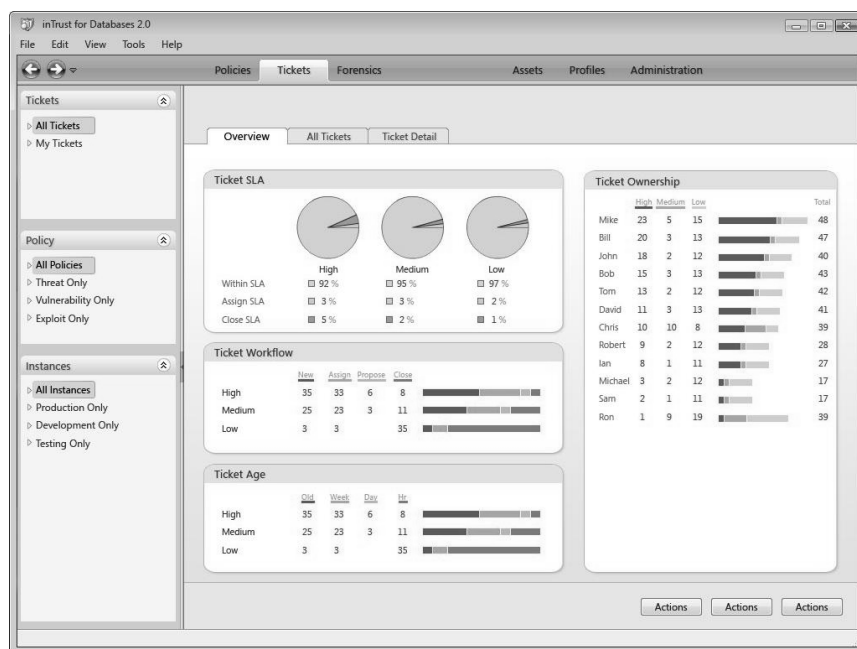 inTrust for Databases 2.0
File Edit View Tools Help
Policies Tickets Forensics Assets Profiles Administration
Tickets
All Tickets
My Tickets
Policy
All Policies
Threat Only
Vulnerability Only
Exploit Only
Instances
All Instances
Production Only
Development Only
Testing Only
Overview All Tickets Ticket Detail
Ticket SLA
High Medium Low
Within SLA 92 % 95 % 97 %
Assign SLA 3 % 3 % 2 %
Close SLA 5 % 2 % 1 %
Ticket Workflow
New Assign Propose Close
High 35 33 6 8
Medium 25 23 3 11
Low 3 3 35
Ticket Age
Old Week Day Hr
High 35 33 6 8
Medium 25 23 3 11
Low 3 3 35
Ticket Ownership
High Medium Low Total
Mike 23 5 15 48
Bill 20 3 13 47
John 18 2 12 40
Bob 15 3 13 43
Tom 13 2 12 42
David 11 3 13 41
Chris 10 10 8 39
Robert 9 2 12 28
Ian 8 1 11 27
Michael 3 2 12 17
Sam 2 1 11 17
Ron 1 9 19 39
Actions Actions Actions